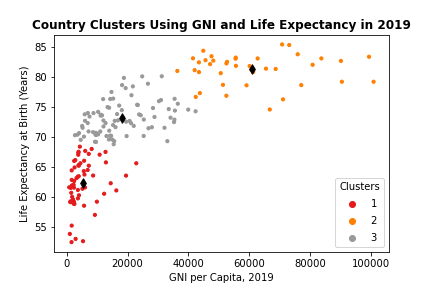 Country Clusters Using GNI and Life Expectancy in 2019
Life Expectancy at Birth (Years)
85
80
75
70
65
60
55
Clusters
1
2
3
0 20000 40000 60000 80000 100000
GNI per Capita, 2019